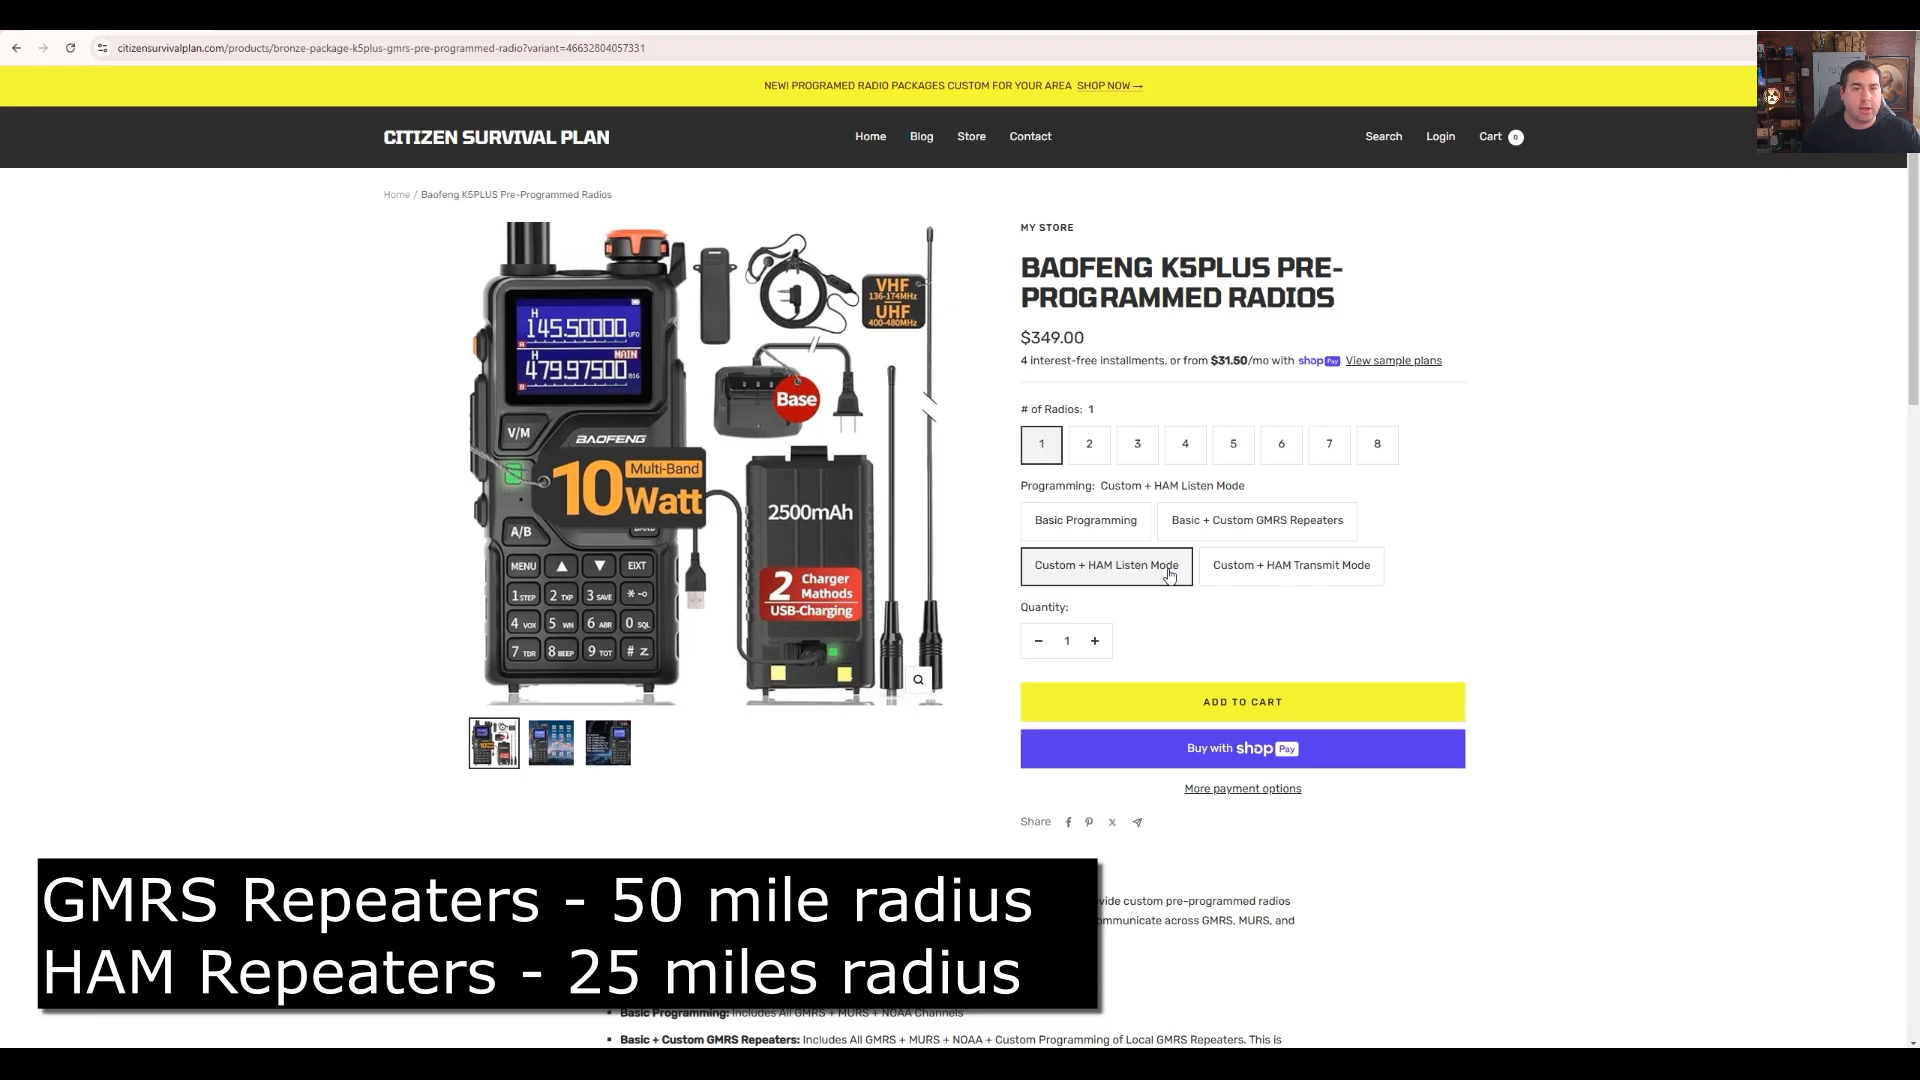 citizensurvivalplan.com/products/bronze-package-k5plus-gmrs-pre-programmed-radio?variant=46632804057331
NEW! PROGRAMED RADIO PACKAGES CUSTOM FOR YOUR AREA SHOP NOW →
CITIZEN SURVIVAL PLAN
Home
Blog
Store
Contact
Search
Login
Cart 0
Home / Baofeng K5PLUS Pre-Programmed Radios
VHF
136-174MHz
UHF
400-480MHz
H
145.50000
H MAIN
479.97500
V/M
BAOFENG
Base
10 Watt
Multi-Band
2500mAh
A/B
BAND
2 Charger
Mathods
USB-Charging
MENU ▲ ▼ EXIT
1 STEP 2 TXP 3 SAVE
4 VOX 5 WN 6 ABR 0 SQL
7 TDR 8 BEEP 9 TOT #
MY STORE
BAOFENG K5PLUS PRE-
PROGRAMMED RADIOS
$349.00
4 interest-free installments, or from $31.50/mo with shop Pay View sample plans
# of Radios: 1
1 2 3 4 5 6 7 8
Programming: Custom + HAM Listen Mode
Basic Programming
Basic + Custom GMRS Repeaters
Custom + HAM Listen Mode
Custom + HAM Transmit Mode
Quantity:
− 1 +
ADD TO CART
Buy with shop Pay
More payment options
Share
vide custom pre-programmed radios
ommunicate across GMRS, MURS, and
GMRS Repeaters - 50 mile radius
HAM Repeaters - 25 miles radius
Basic Programming: Includes All GMRS + MURS + NOAA Channels
Basic + Custom GMRS Repeaters: Includes All GMRS + MURS + NOAA + Custom Programming of Local GMRS Repeaters. This is